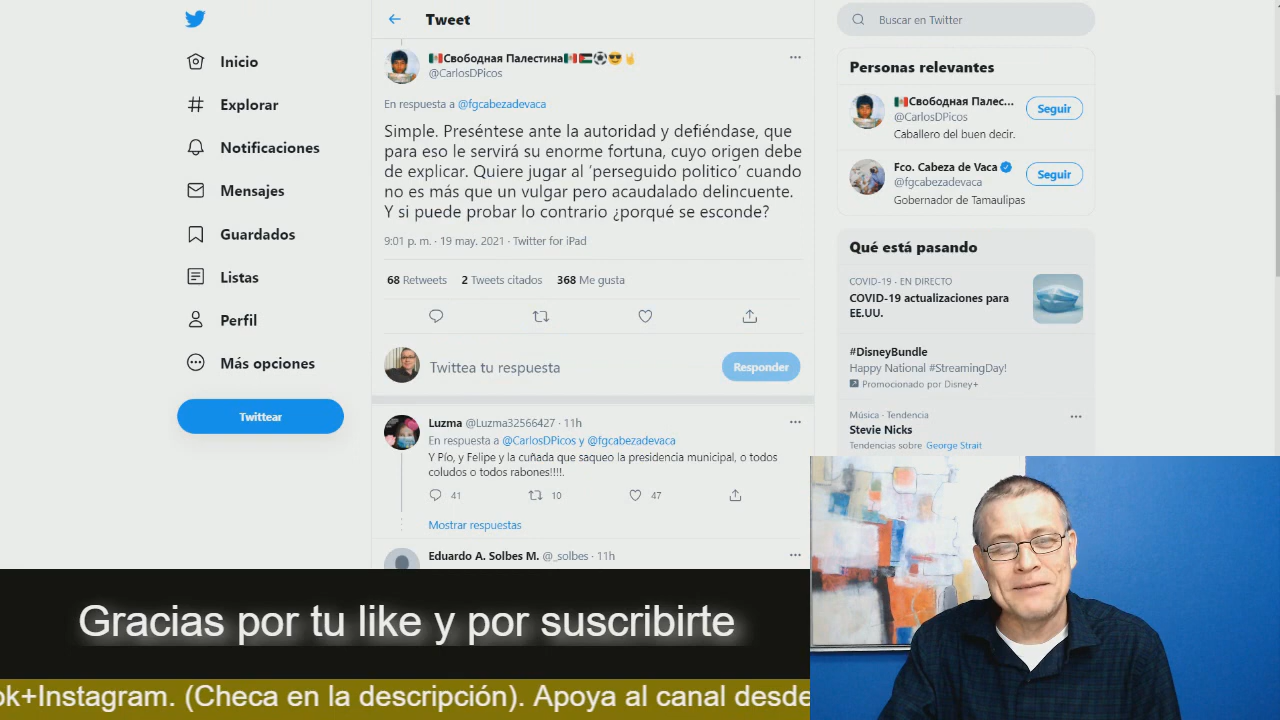 Inicio
Explorar
Notificaciones
Mensajes
Guardados
Listas
Perfil
Más opciones
Twittear
Tweet
🇲🇽Свободная Палестина🇲🇽🇵🇸⚽😎🤘
@CarlosDPicos
En respuesta a @fgcabezadevaca
Simple. Preséntese ante la autoridad y defiéndase, que
para eso le servirá su enorme fortuna, cuyo origen debe
de explicar. Quiere jugar al ‘perseguido politico’ cuando
no es más que un vulgar pero acaudalado delincuente.
Y si puede probar lo contrario ¿porqué se esconde?
9:01 p. m. · 19 may. 2021 · Twitter for iPad
68 Retweets 2 Tweets citados 368 Me gusta
Twittea tu respuesta
Responder
Luzma @Luzma32566427 · 11h
En respuesta a @CarlosDPicos y @fgcabezadevaca
Y Pío, y Felipe y la cuñada que saqueo la presidencia municipal, o todos
coludos o todos rabones!!!!.
41 10 47
Mostrar respuestas
Eduardo A. Solbes M. @_solbes · 11h
Buscar en Twitter
Personas relevantes
🇲🇽Свободная Палес...
@CarlosDPicos
Seguir
Caballero del buen decir.
Fco. Cabeza de Vaca
@fgcabezadevaca
Seguir
Gobernador de Tamaulipas
Qué está pasando
COVID-19 · EN DIRECTO
COVID-19 actualizaciones para
EE.UU.
#DisneyBundle
Happy National #StreamingDay!
Promocionado por Disney+
Música · Tendencia
Stevie Nicks
Tendencias sobre George Strait
Gracias por tu like y por suscribirte
ok+Instagram. (Checa en la descripción). Apoya al canal desde